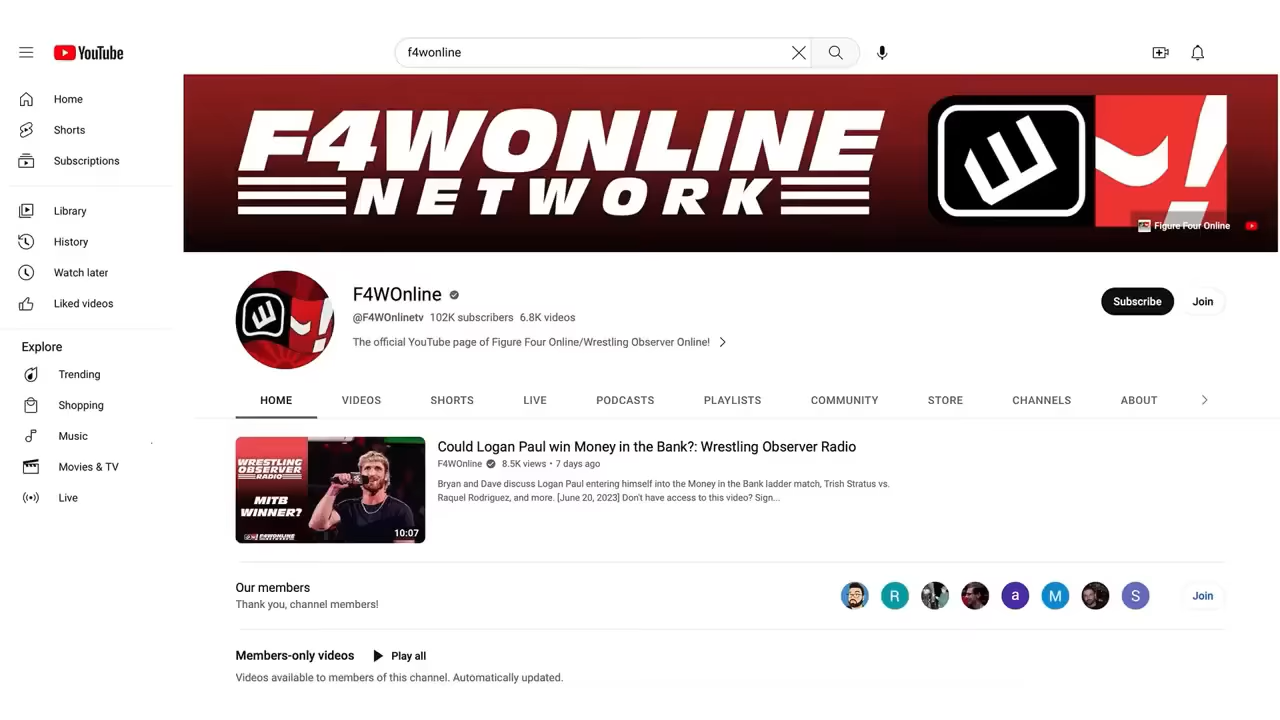 YouTube
f4wonline
Home
Shorts
Subscriptions
Library
History
Watch later
Liked videos
Explore
Trending
Shopping
Music
Movies & TV
Live
F4WONLINE
NETWORK
Figure Four Online
F4WOnline
@F4WOnlinetv 102K subscribers 6.8K videos
The official YouTube page of Figure Four Online/Wrestling Observer Online!
Subscribe
Join
HOME VIDEOS SHORTS LIVE PODCASTS PLAYLISTS COMMUNITY STORE CHANNELS ABOUT
WRESTLING
OBSERVER
RADIO
MITB
WINNER?
F4WONLINE
10:07
Could Logan Paul win Money in the Bank?: Wrestling Observer Radio
F4WOnline 8.5K views • 7 days ago
Bryan and Dave discuss Logan Paul entering himself into the Money in the Bank ladder match, Trish Stratus vs.
Raquel Rodriguez, and more. [June 20, 2023] Don't have access to this video? Sign...
Our members
Thank you, channel members!
R
a
M
S
Join
Members-only videos Play all
Videos available to members of this channel. Automatically updated.